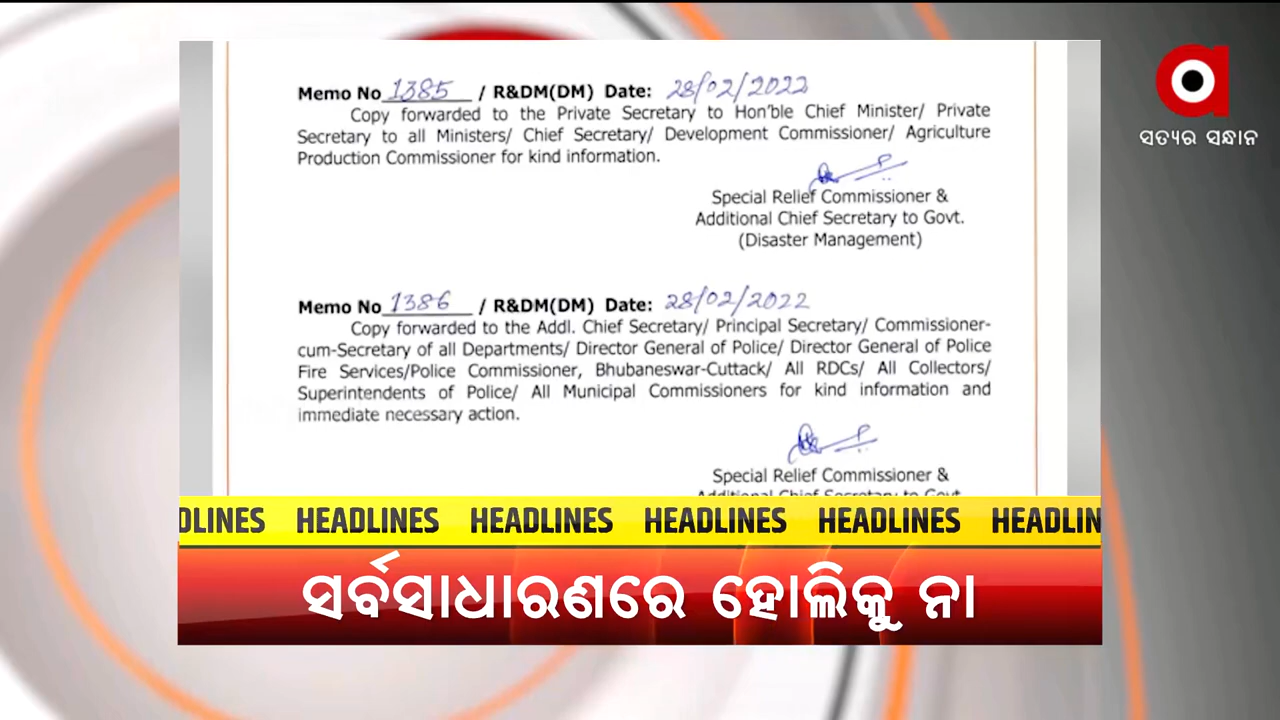 Memo No 1385 / R&DM(DM) Date: 28/02/2022
Copy forwarded to the Private Secretary to Hon'ble Chief Minister/ Private
Secretary to all Ministers/ Chief Secretary/ Development Commissioner/ Agriculture
Production Commissioner for kind information.
Special Relief Commissioner &
Additional Chief Secretary to Govt.
(Disaster Management)
Memo No 1386 / R&DM(DM) Date: 28/02/2022
Copy forwarded to the Addl. Chief Secretary/ Principal Secretary/ Commissioner-
cum-Secretary of all Departments/ Director General of Police/ Director General of Police
Fire Services/Police Commissioner, Bhubaneswar-Cuttack/ All RDCs/ All Collectors/
Superintendents of Police/ All Municipal Commissioners for kind information and
immediate necessary action.
Special Relief Commissioner &
Additional Chief Secretary to Govt.
ସତ୍ୟର ସନ୍ଧାନ
DLINES HEADLINES HEADLINES HEADLINES HEADLINES HEADLIN
ସର୍ବସାଧାରଣରେ ହୋଲିକୁ ନା